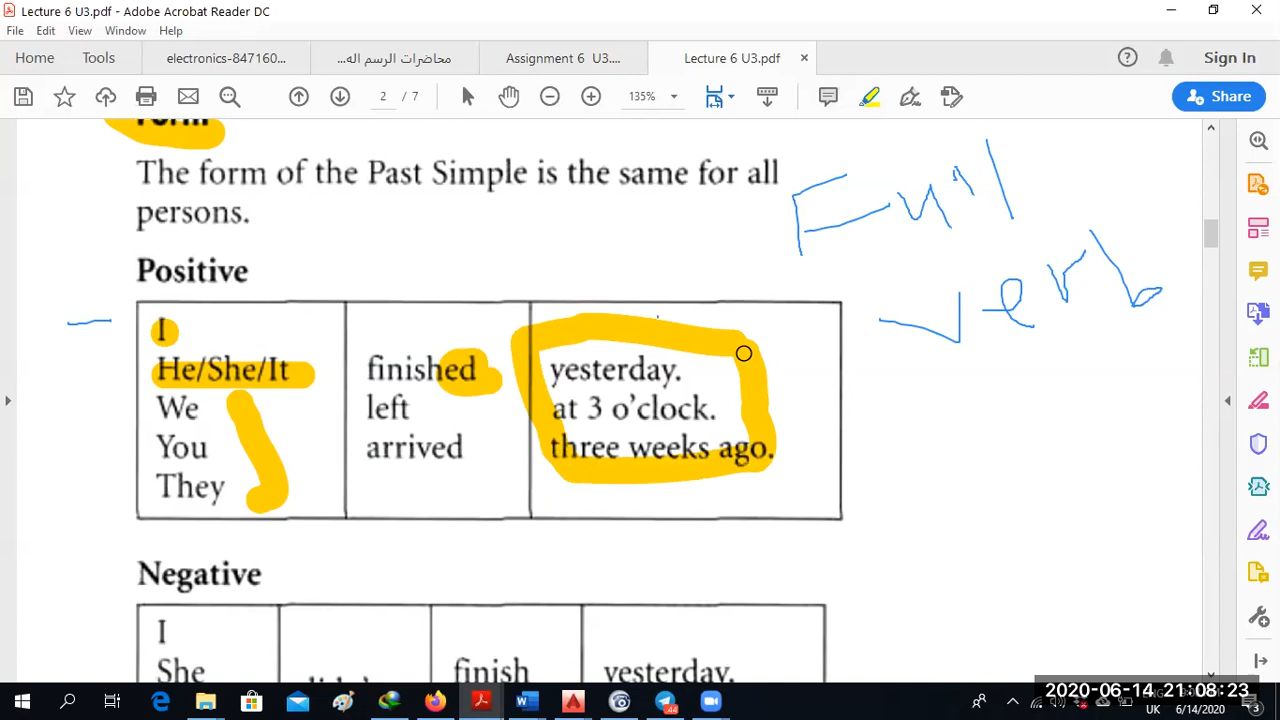 Lecture 6 U3.pdf - Adobe Acrobat Reader DC
File Edit View Window Help
Home Tools electronics-847160... محاضرات الرسم اله... Assignment 6 U3.... Lecture 6 U3.pdf × Sign In
2 / 7 135% Share
Form
The form of the Past Simple is the same for all
persons.
Full
verb
Positive
I
He/She/It finished yesterday.
We left at 3 o'clock.
You arrived three weeks ago.
They
Negative
I
She finish yesterday.
2020-06-14 21:08:23
UK 6/14/2020